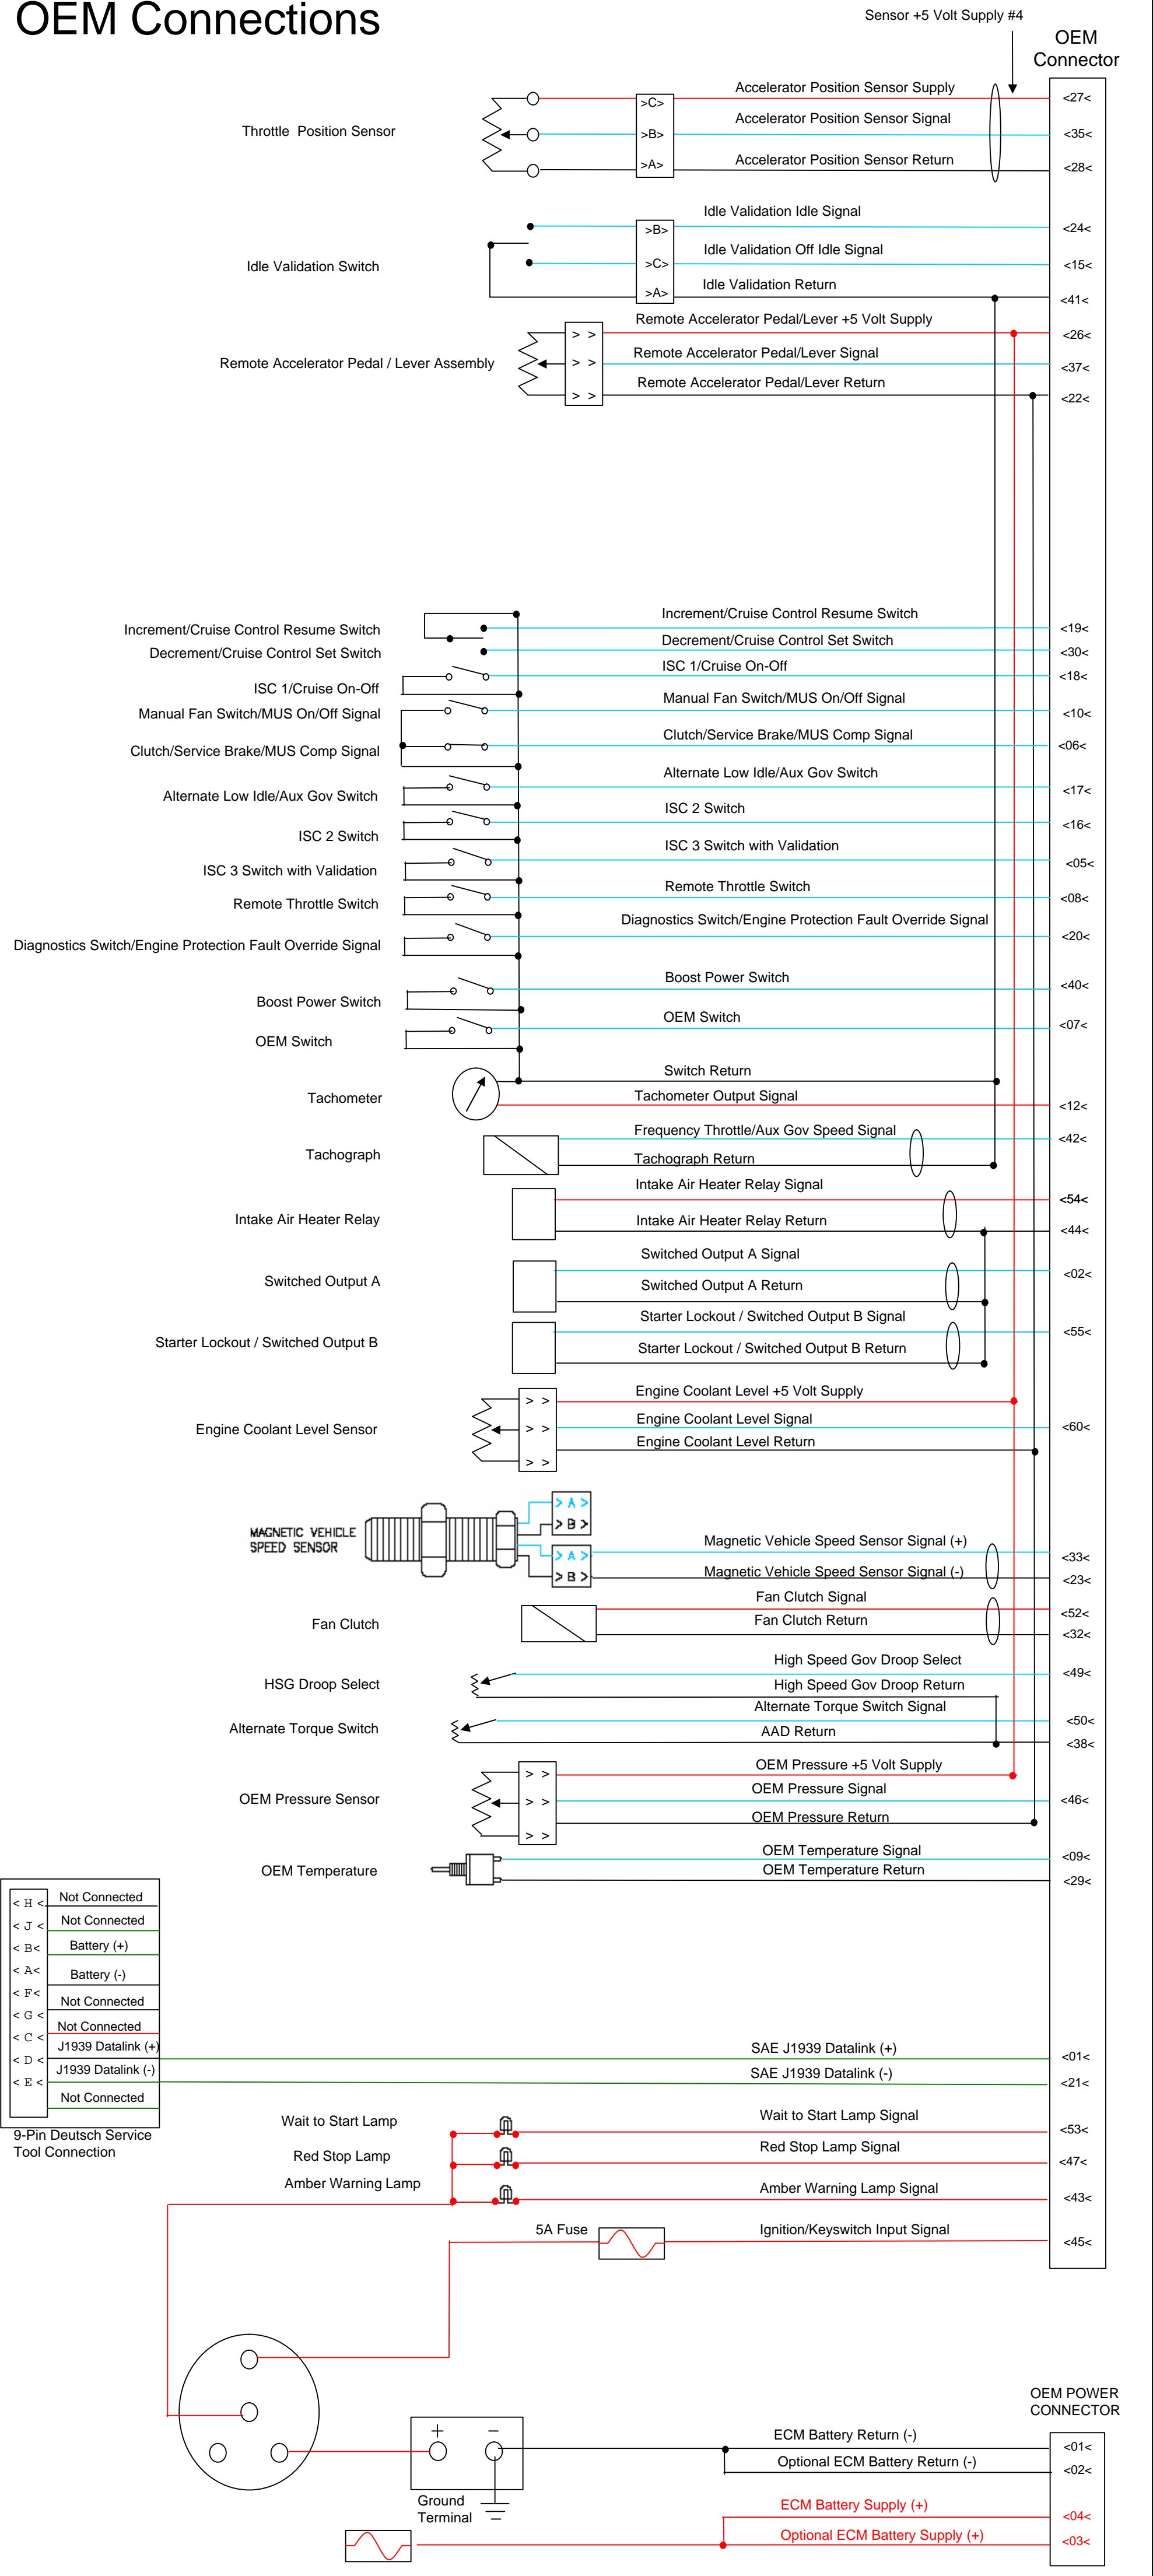 OEM Connections
Sensor +5 Volt Supply #4
OEM
Connector
Accelerator Position Sensor Supply
<27<
>C>
Throttle Position Sensor
Accelerator Position Sensor Signal
>B>
<35<
Accelerator Position Sensor Return
>A>
<28<
Idle Validation Idle Signal
>B>
<24<
Idle Validation Switch
Idle Validation Off Idle Signal
>C>
<15<
Idle Validation Return
>A>
<41<
Remote Accelerator Pedal/Lever +5 Volt Supply
> >
<26<
Remote Accelerator Pedal / Lever Assembly
Remote Accelerator Pedal/Lever Signal
> >
<37<
Remote Accelerator Pedal/Lever Return
> >
<22<
Increment/Cruise Control Resume Switch
Increment/Cruise Control Resume Switch
<19<
Decrement/Cruise Control Set Switch
Decrement/Cruise Control Set Switch
<30<
ISC 1/Cruise On-Off
ISC 1/Cruise On-Off
<18<
Manual Fan Switch/MUS On/Off Signal
Manual Fan Switch/MUS On/Off Signal
<10<
Clutch/Service Brake/MUS Comp Signal
Clutch/Service Brake/MUS Comp Signal
<06<
Alternate Low Idle/Aux Gov Switch
Alternate Low Idle/Aux Gov Switch
<17<
ISC 2 Switch
ISC 2 Switch
<16<
ISC 3 Switch with Validation
ISC 3 Switch with Validation
<05<
Remote Throttle Switch
Remote Throttle Switch
<08<
Diagnostics Switch/Engine Protection Fault Override Signal
Diagnostics Switch/Engine Protection Fault Override Signal
<20<
Boost Power Switch
Boost Power Switch
<40<
OEM Switch
OEM Switch
<07<
Switch Return
Tachometer
Tachometer Output Signal
<12<
Frequency Throttle/Aux Gov Speed Signal
<42<
Tachograph
Tachograph Return
Intake Air Heater Relay Signal
<54<
Intake Air Heater Relay
Intake Air Heater Relay Return
<44<
Switched Output A Signal
<02<
Switched Output A
Switched Output A Return
Starter Lockout / Switched Output B Signal
<55<
Starter Lockout / Switched Output B
Starter Lockout / Switched Output B Return
Engine Coolant Level +5 Volt Supply
> >
Engine Coolant Level Sensor
Engine Coolant Level Signal
> >
<60<
Engine Coolant Level Return
> >
MAGNETIC VEHICLE
SPEED SENSOR
> A >
> B >
> A >
> B >
Magnetic Vehicle Speed Sensor Signal (+)
<33<
Magnetic Vehicle Speed Sensor Signal (-)
<23<
Fan Clutch Signal
<52<
Fan Clutch
Fan Clutch Return
<32<
High Speed Gov Droop Select
<49<
HSG Droop Select
High Speed Gov Droop Return
Alternate Torque Switch Signal
<50<
Alternate Torque Switch
AAD Return
<38<
OEM Pressure +5 Volt Supply
> >
OEM Pressure Sensor
OEM Pressure Signal
> >
<46<
OEM Pressure Return
> >
OEM Temperature Signal
<09<
OEM Temperature
OEM Temperature Return
<29<
< H <
Not Connected
< J <
Not Connected
< B<
Battery (+)
< A<
Battery (-)
< F<
Not Connected
< G <
Not Connected
< C <
J1939 Datalink (+)
< D <
J1939 Datalink (-)
< E <
Not Connected
SAE J1939 Datalink (+)
<01<
SAE J1939 Datalink (-)
<21<
9-Pin Deutsch Service
Tool Connection
Wait to Start Lamp
Wait to Start Lamp Signal
<53<
Red Stop Lamp
Red Stop Lamp Signal
<47<
Amber Warning Lamp
Amber Warning Lamp Signal
<43<
5A Fuse
Ignition/Keyswitch Input Signal
<45<
OEM POWER
CONNECTOR
+ −
ECM Battery Return (-)
<01<
Optional ECM Battery Return (-)
<02<
Ground
Terminal
ECM Battery Supply (+)
<04<
Optional ECM Battery Supply (+)
<03<